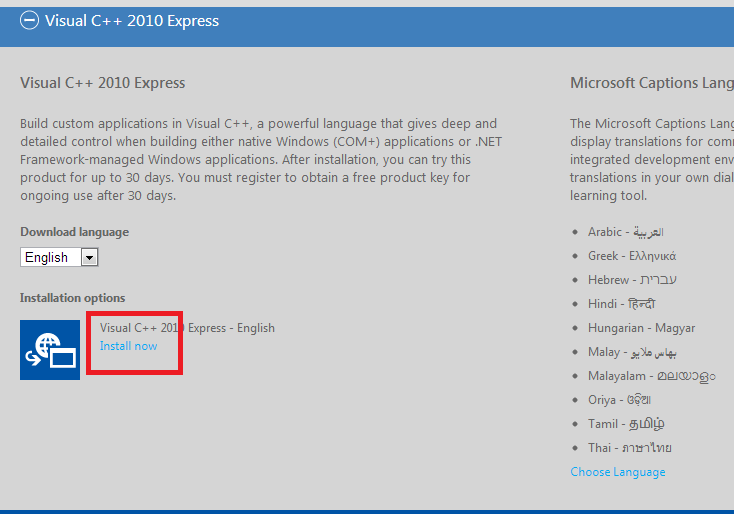 Visual C++ 2010 Express
Visual C++ 2010 Express
Build custom applications in Visual C++, a powerful language that gives deep and
detailed control when building either native Windows (COM+) applications or .NET
Framework-managed Windows applications. After installation, you can try this
product for up to 30 days. You must register to obtain a free product key for
ongoing use after 30 days.
Download language
English
Installation options
Visual C++ 2010 Express - English
Install now
Microsoft Captions Lang
The Microsoft Captions Lang
display translations for com
integrated development env
translations in your own dial
learning tool.
Arabic - العربية
Greek - Ελληνικά
Hebrew - עברית
Hindi - हिन्दी
Hungarian - Magyar
Malay - بهاس ملايو
Malayalam - മലയാളം
Oriya - ଓଡ଼ିଆ
Tamil - தமிழ்
Thai - ภาษาไทย
Choose Language